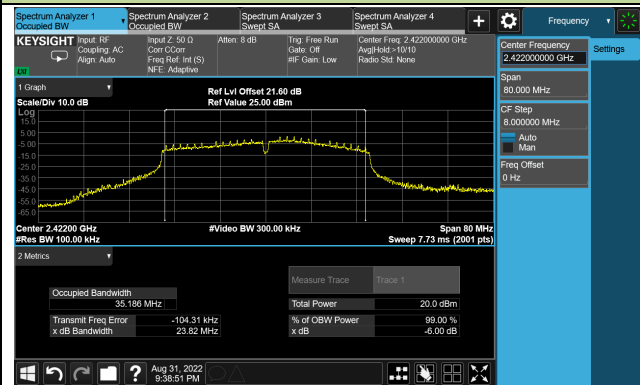 Spectrum Analyzer 1
Occupied BW
Spectrum Analyzer 2
Occupied BW
Spectrum Analyzer 3
Swept SA
Spectrum Analyzer 4
Swept SA
+
Frequency
KEYSIGHT
Input: RF
Coupling: AC
Align: Auto
Input Z: 50 Ω
Corr CCorr
Freq Ref: Int (S)
NFE: Adaptive
Atten: 8 dB
Trig: Free Run
Gate: Off
#IF Gain: Low
Center Freq: 2.422000000 GHz
Avg|Hold:>10/10
Radio Std: None
LXI
Center Frequency
2.422000000 GHz
Settings
Span
80.000 MHz
CF Step
8.000000 MHz
Auto
Man
Freq Offset
0 Hz
1 Graph
Scale/Div 10.0 dB
Ref Lvl Offset 21.60 dB
Ref Value 25.00 dBm
Log
15.0
5.00
-5.00
-15.0
-25.0
-35.0
-45.0
-55.0
-65.0
Center 2.42200 GHz
#Res BW 100.00 kHz
#Video BW 300.00 kHz
Span 80 MHz
Sweep 7.73 ms (2001 pts)
2 Metrics
Measure Trace
Trace 1
Occupied Bandwidth
35.186 MHz
Total Power
20.0 dBm
Transmit Freq Error
-104.31 kHz
% of OBW Power
99.00 %
x dB Bandwidth
23.82 MHz
x dB
-6.00 dB
?
Aug 31, 2022
9:38:51 PM